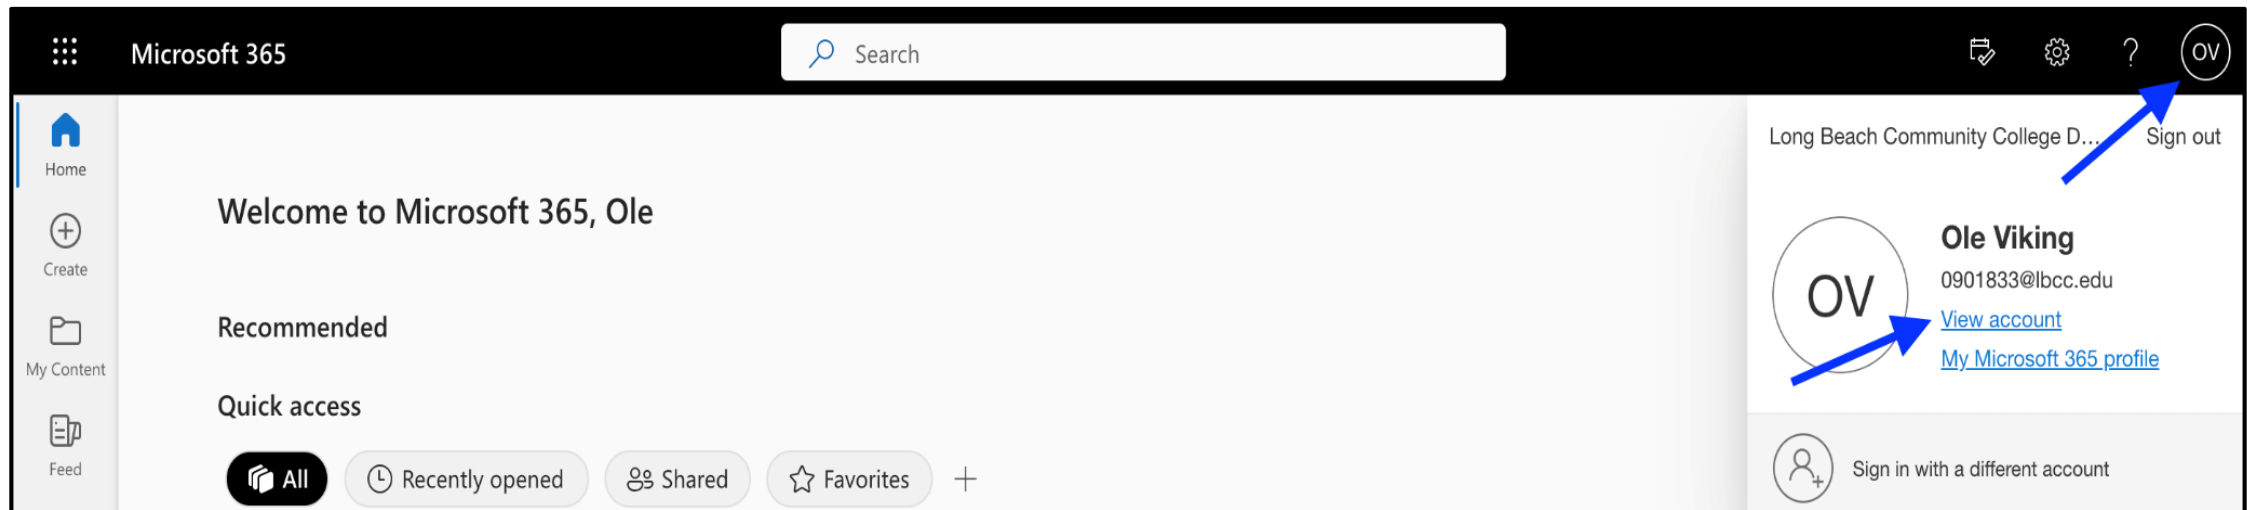 Microsoft 365
Search
OV
Home
Create
My Content
Feed
Welcome to Microsoft 365, Ole
Recommended
Quick access
All
Recently opened
Shared
Favorites
Long Beach Community College D...
Sign out
OV
Ole Viking
0901833@lbcc.edu
View account
My Microsoft 365 profile
Sign in with a different account